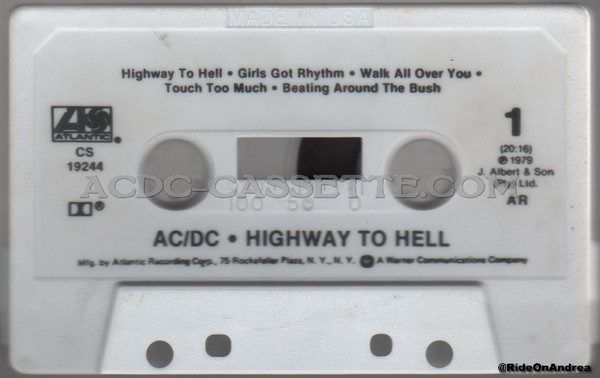 MADE IN USA
Highway To Hell • Girls Got Rhythm • Walk All Over You •
Touch Too Much • Beating Around The Bush
ATLANTIC
CS
19244
1
(20:16)
℗ 1979
J. Albert & Son
(Pty) Ltd.
AR
ACDC-CASSETTE.COM
100 50 0
AC/DC • HIGHWAY TO HELL
Mfg. by Atlantic Recording Corp., 75 Rockefeller Plaza, N. Y., N. Y. A Warner Communications Company
@RideOnAndrea